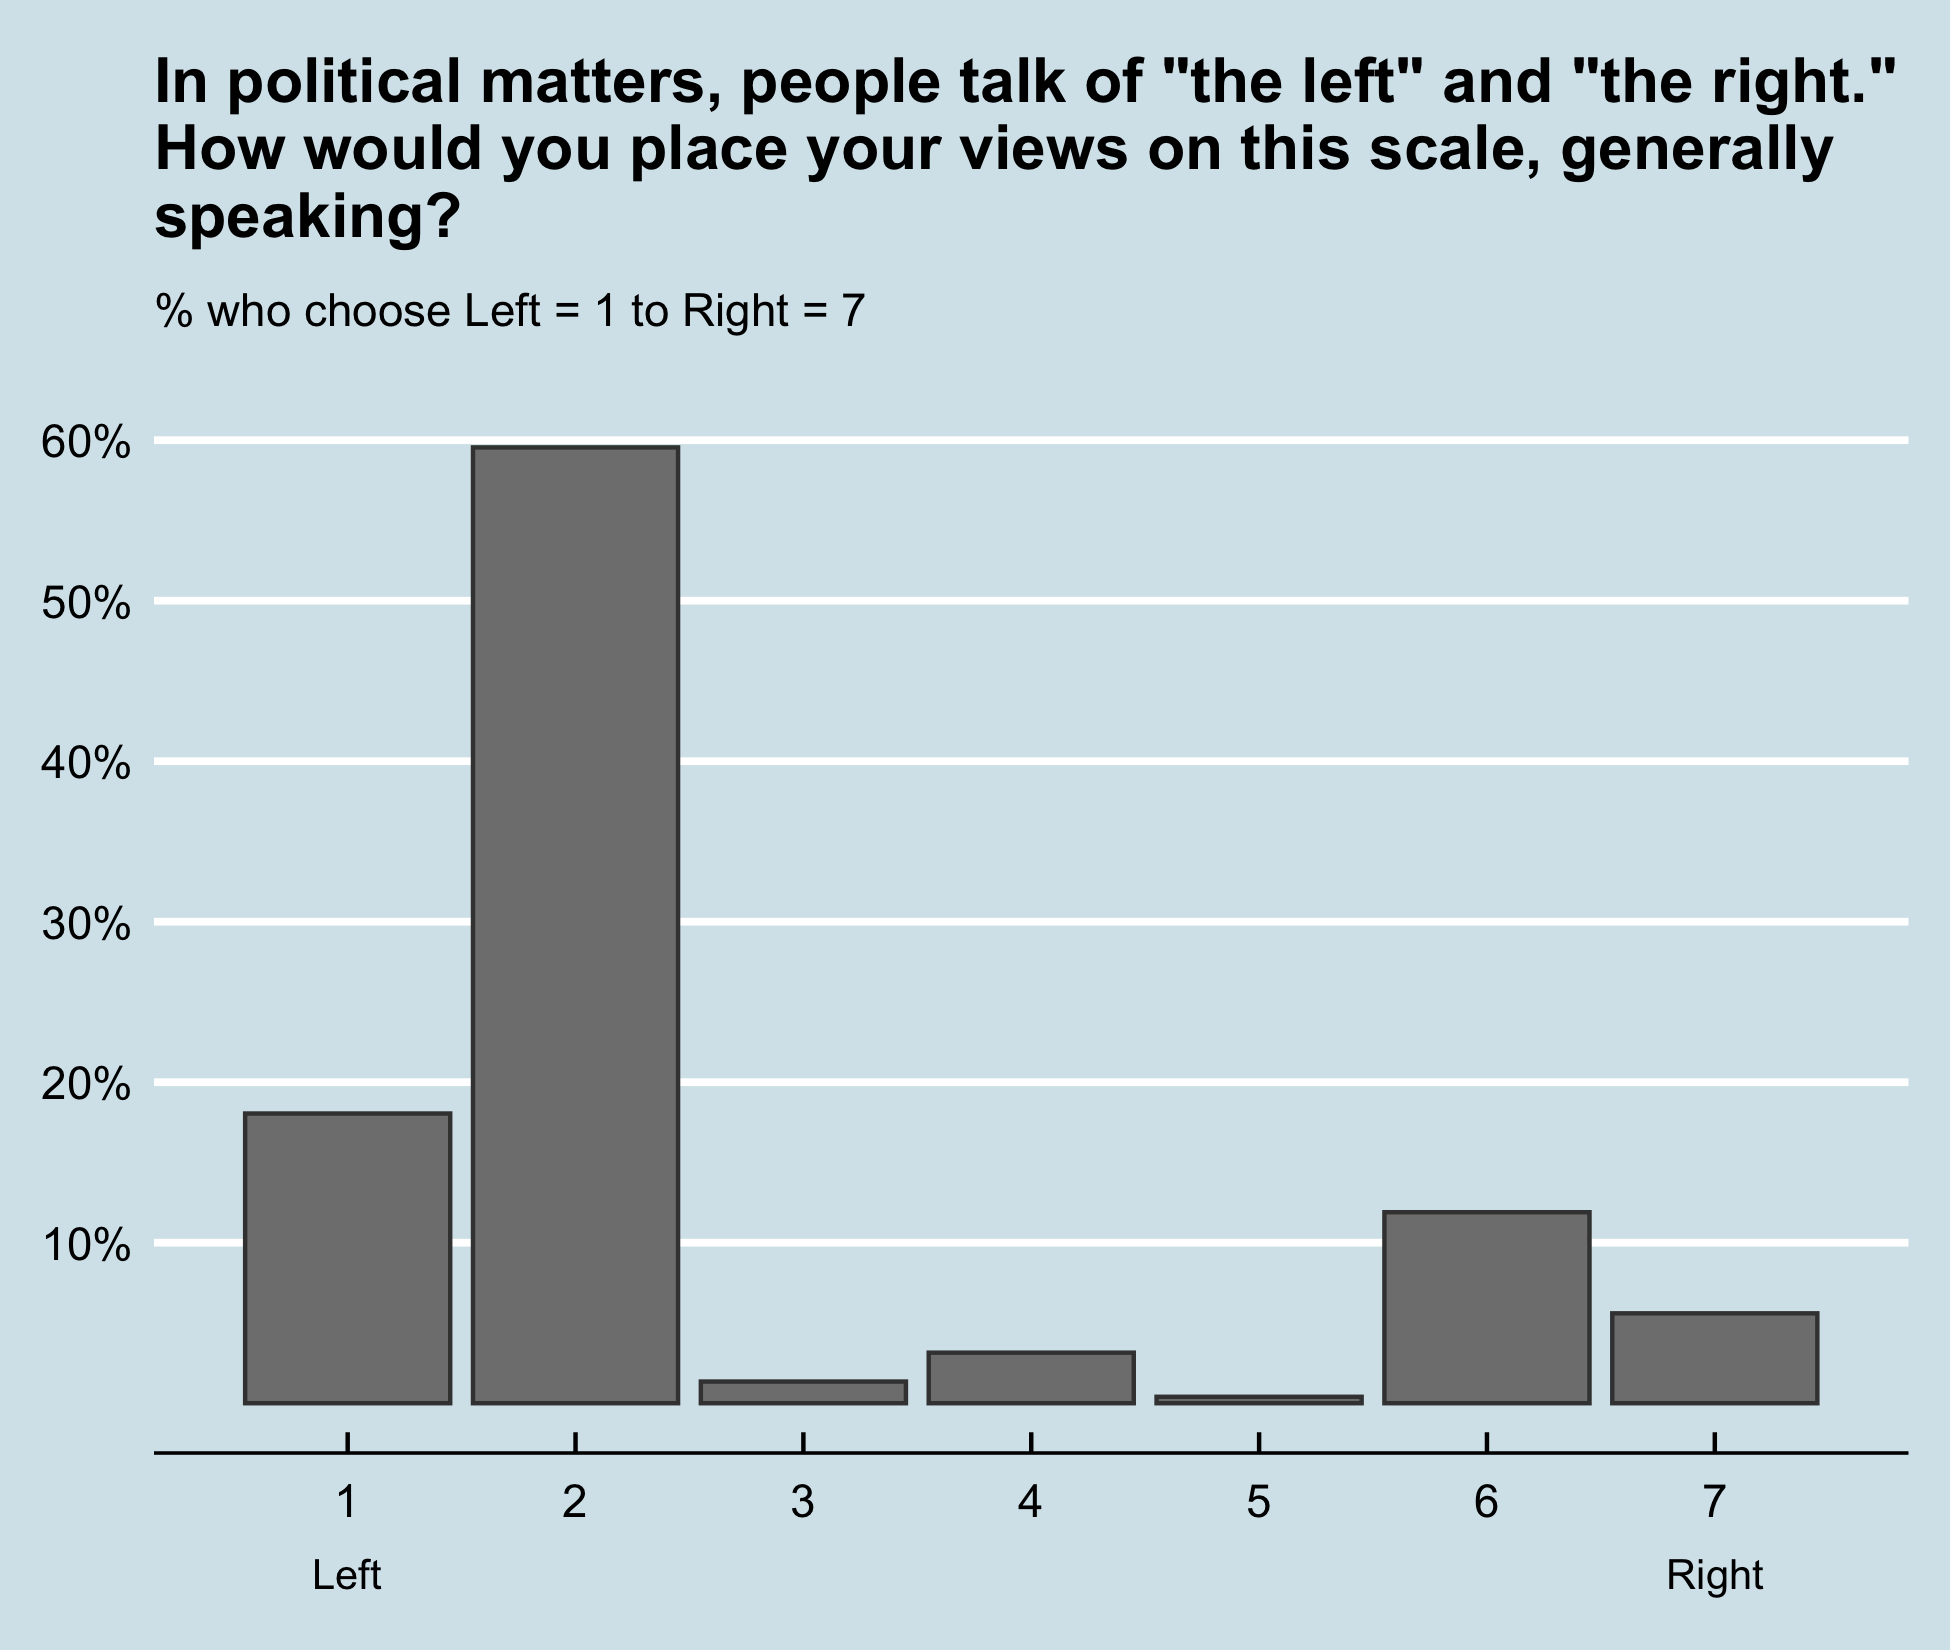 In political matters, people talk of "the left" and "the right."
How would you place your views on this scale, generally
speaking?
% who choose Left = 1 to Right = 7
60%
50%
40%
30%
20%
10%
1 2 3 4 5 6 7
Left Right